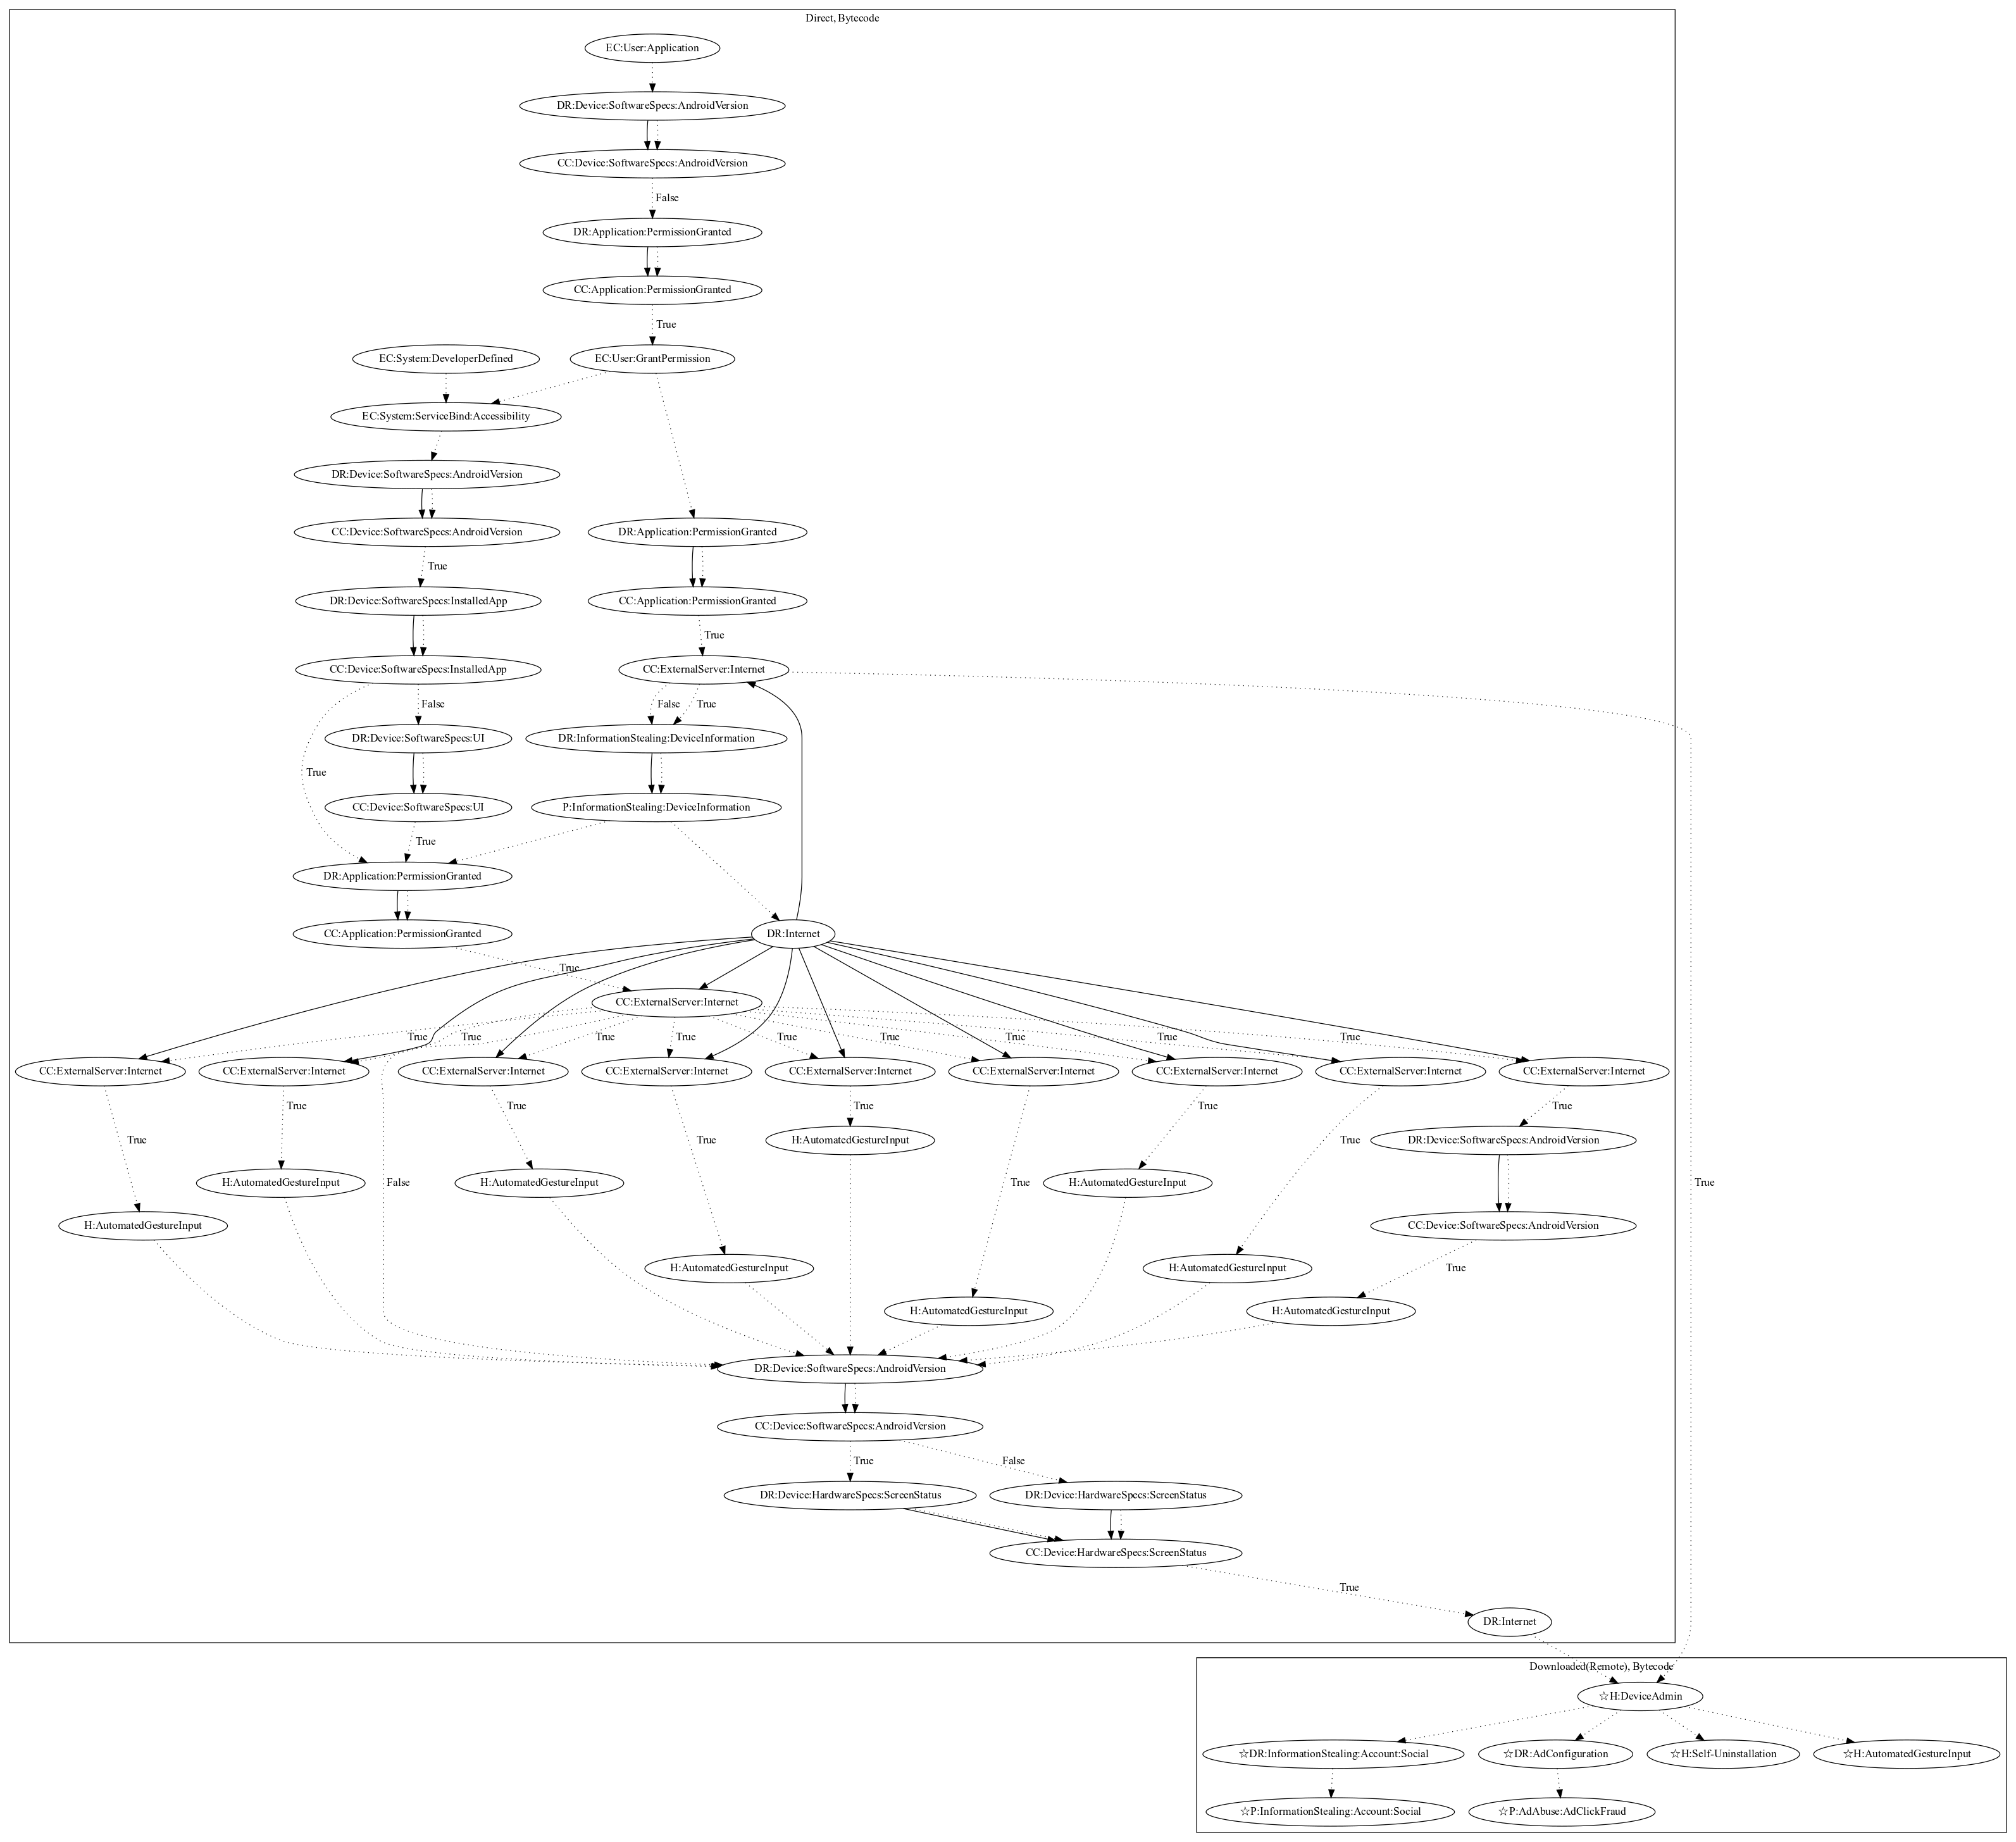 Direct, Bytecode
EC:User:Application
DR:Device:SoftwareSpecs:AndroidVersion
CC:Device:SoftwareSpecs:AndroidVersion
False
DR:Application:PermissionGranted
CC:Application:PermissionGranted
True
EC:System:DeveloperDefined
EC:User:GrantPermission
EC:System:ServiceBind:Accessibility
DR:Device:SoftwareSpecs:AndroidVersion
CC:Device:SoftwareSpecs:AndroidVersion
DR:Application:PermissionGranted
True
DR:Device:SoftwareSpecs:InstalledApp
CC:Application:PermissionGranted
True
CC:Device:SoftwareSpecs:InstalledApp
CC:ExternalServer:Internet
False
False
True
DR:Device:SoftwareSpecs:UI
DR:InformationStealing:DeviceInformation
True
CC:Device:SoftwareSpecs:UI
P:InformationStealing:DeviceInformation
True
DR:Application:PermissionGranted
CC:Application:PermissionGranted
DR:Internet
True
CC:ExternalServer:Internet
True
True
True
True
True
True
True
True
CC:ExternalServer:Internet
CC:ExternalServer:Internet
CC:ExternalServer:Internet
CC:ExternalServer:Internet
CC:ExternalServer:Internet
CC:ExternalServer:Internet
CC:ExternalServer:Internet
CC:ExternalServer:Internet
CC:ExternalServer:Internet
True
True
True
True
True
True
True
H:AutomatedGestureInput
True
DR:Device:SoftwareSpecs:AndroidVersion
H:AutomatedGestureInput
False
H:AutomatedGestureInput
True
H:AutomatedGestureInput
True
H:AutomatedGestureInput
CC:Device:SoftwareSpecs:AndroidVersion
H:AutomatedGestureInput
H:AutomatedGestureInput
True
H:AutomatedGestureInput
H:AutomatedGestureInput
DR:Device:SoftwareSpecs:AndroidVersion
CC:Device:SoftwareSpecs:AndroidVersion
True
False
DR:Device:HardwareSpecs:ScreenStatus
DR:Device:HardwareSpecs:ScreenStatus
CC:Device:HardwareSpecs:ScreenStatus
True
DR:Internet
Downloaded(Remote), Bytecode
☆H:DeviceAdmin
☆DR:InformationStealing:Account:Social
☆DR:AdConfiguration
☆H:Self-Uninstallation
☆H:AutomatedGestureInput
☆P:InformationStealing:Account:Social
☆P:AdAbuse:AdClickFraud